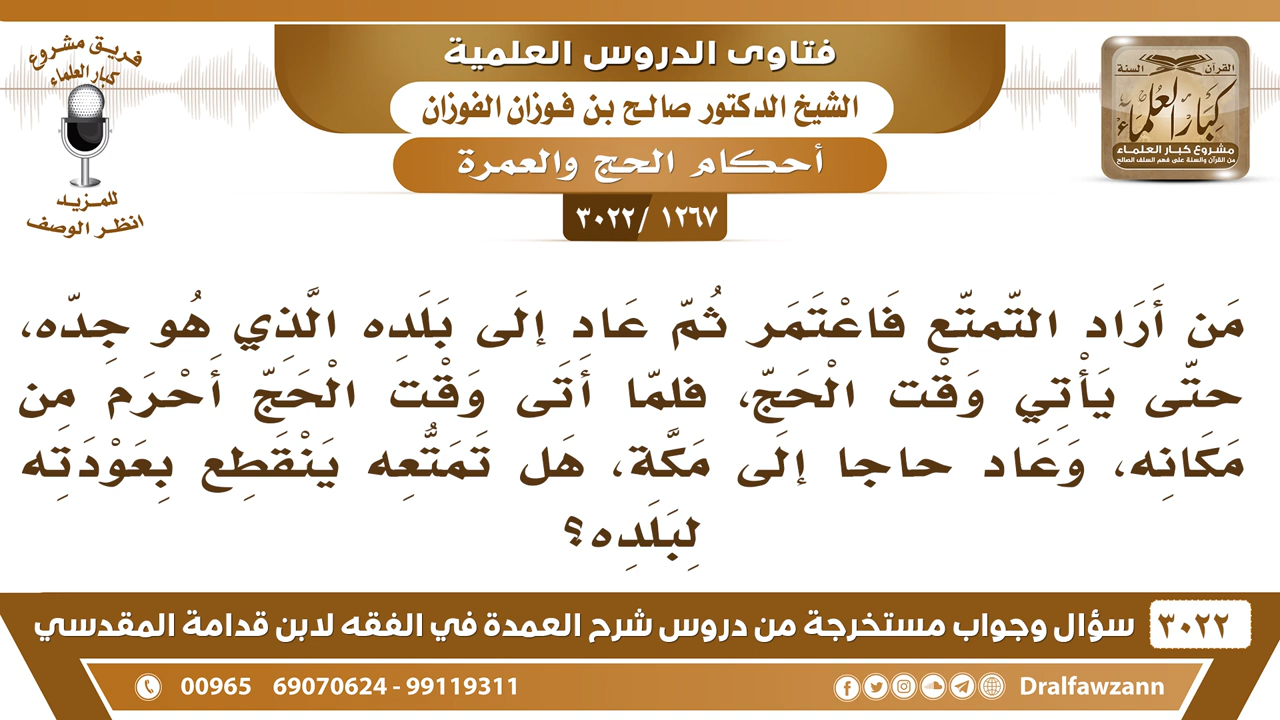 فتاوى الدروس العلمية
الشيخ الدكتور صالح بن فوزان الفوزان
أحكام الحج والعمرة
١٢٦٧ /٣٠٢٢
فريق مشروع
كبار العلماء
للمزيد
انظر الوصف
القرآن السنة
كبار العلماء
مشروع كبار العلماء
من القرآن والسنة على فهم السلف الصالح
مَن أَرَاد التّمتّع فَاعْتَمَر ثُمّ عَاد إلَى بَلَده الَّذي هُو جِدّه،
حتّى يَأْتِي وَقْت الْحَجّ، فلمّا أَتَى وَقْتَ الْحَجّ أَحْرَم مِن
مَكَانِه، وَعَاد حاجا إلَى مَكَّة، هَل تَمَتُّعِه يَنْقَطِع بِعَوْدَتِه
لِبَلَدِه؟
٣٠٢٢ سؤال وجواب مستخرجة من دروس شرح العمدة في الفقه لابن قدامة المقدسي
00965 69070624 - 99119311
Dralfawzann